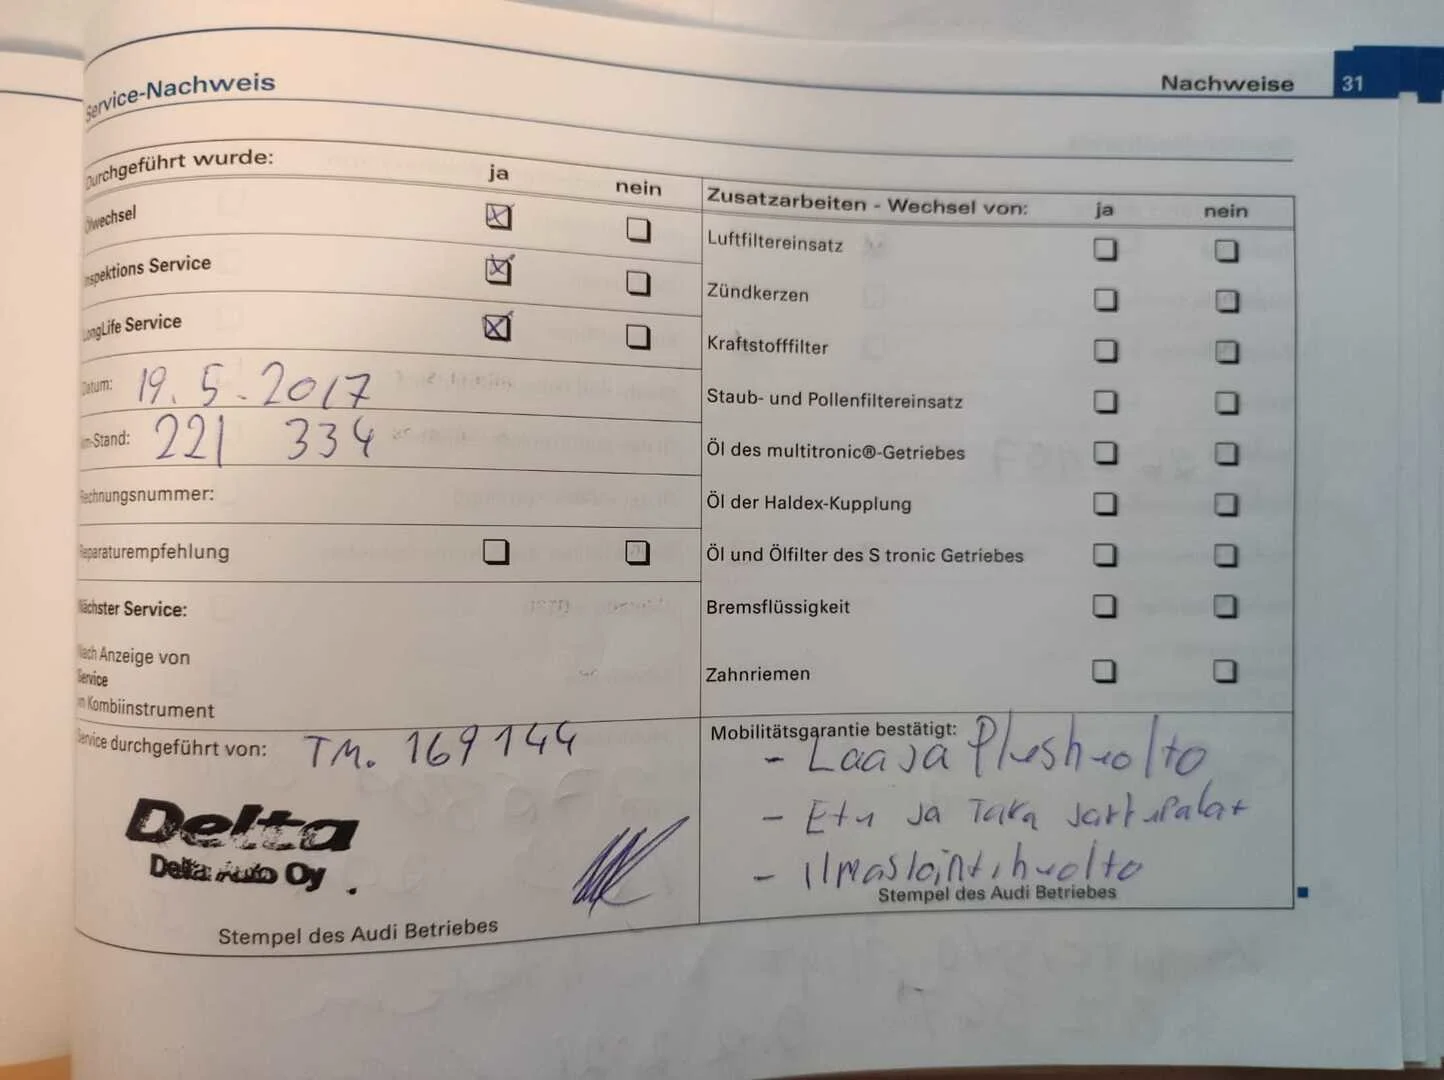 Service-Nachweis
Nachweise 31
Durchgeführt wurde: ja nein
Ölwechsel
Inspektions Service
LongLife Service
Datum: 19.5.2017
km-Stand: 221 334
Rechnungsnummer:
Reparaturempfehlung
Nächster Service:
Nach Anzeige von
Service
im Kombiinstrument
Service durchgeführt von: TM. 169144
Delta
Delta Auto Oy
Stempel des Audi Betriebes
Zusatzarbeiten - Wechsel von: ja nein
Luftfiltereinsatz
Zündkerzen
Kraftstofffilter
Staub- und Pollenfiltereinsatz
Öl des multitronic®-Getriebes
Öl der Haldex-Kupplung
Öl und Ölfilter des S tronic Getriebes
Bremsflüssigkeit
Zahnriemen
Mobilitätsgarantie bestätigt:
- Laaja Plushuolto
- Etu ja Taka jarrupalat
- Ilmastointihuolto
Stempel des Audi Betriebes